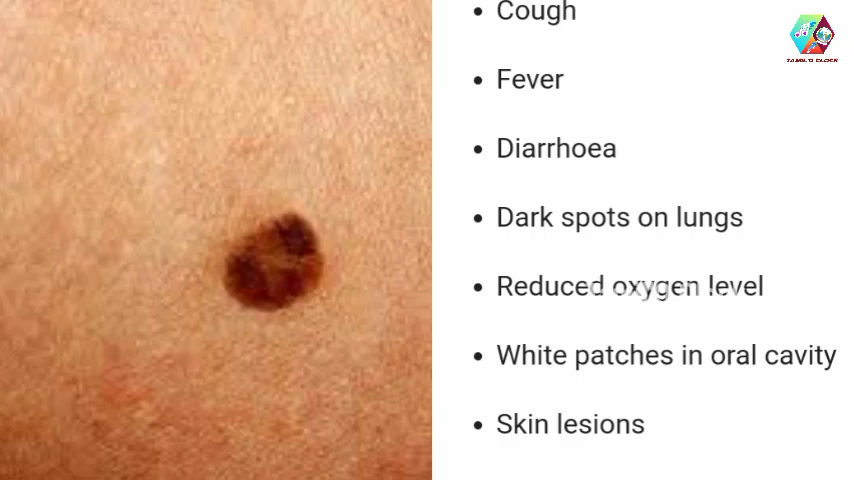 Cough
Fever
Diarrhoea
Dark spots on lungs
Reduced oxygen level
White patches in oral cavity
Skin lesions